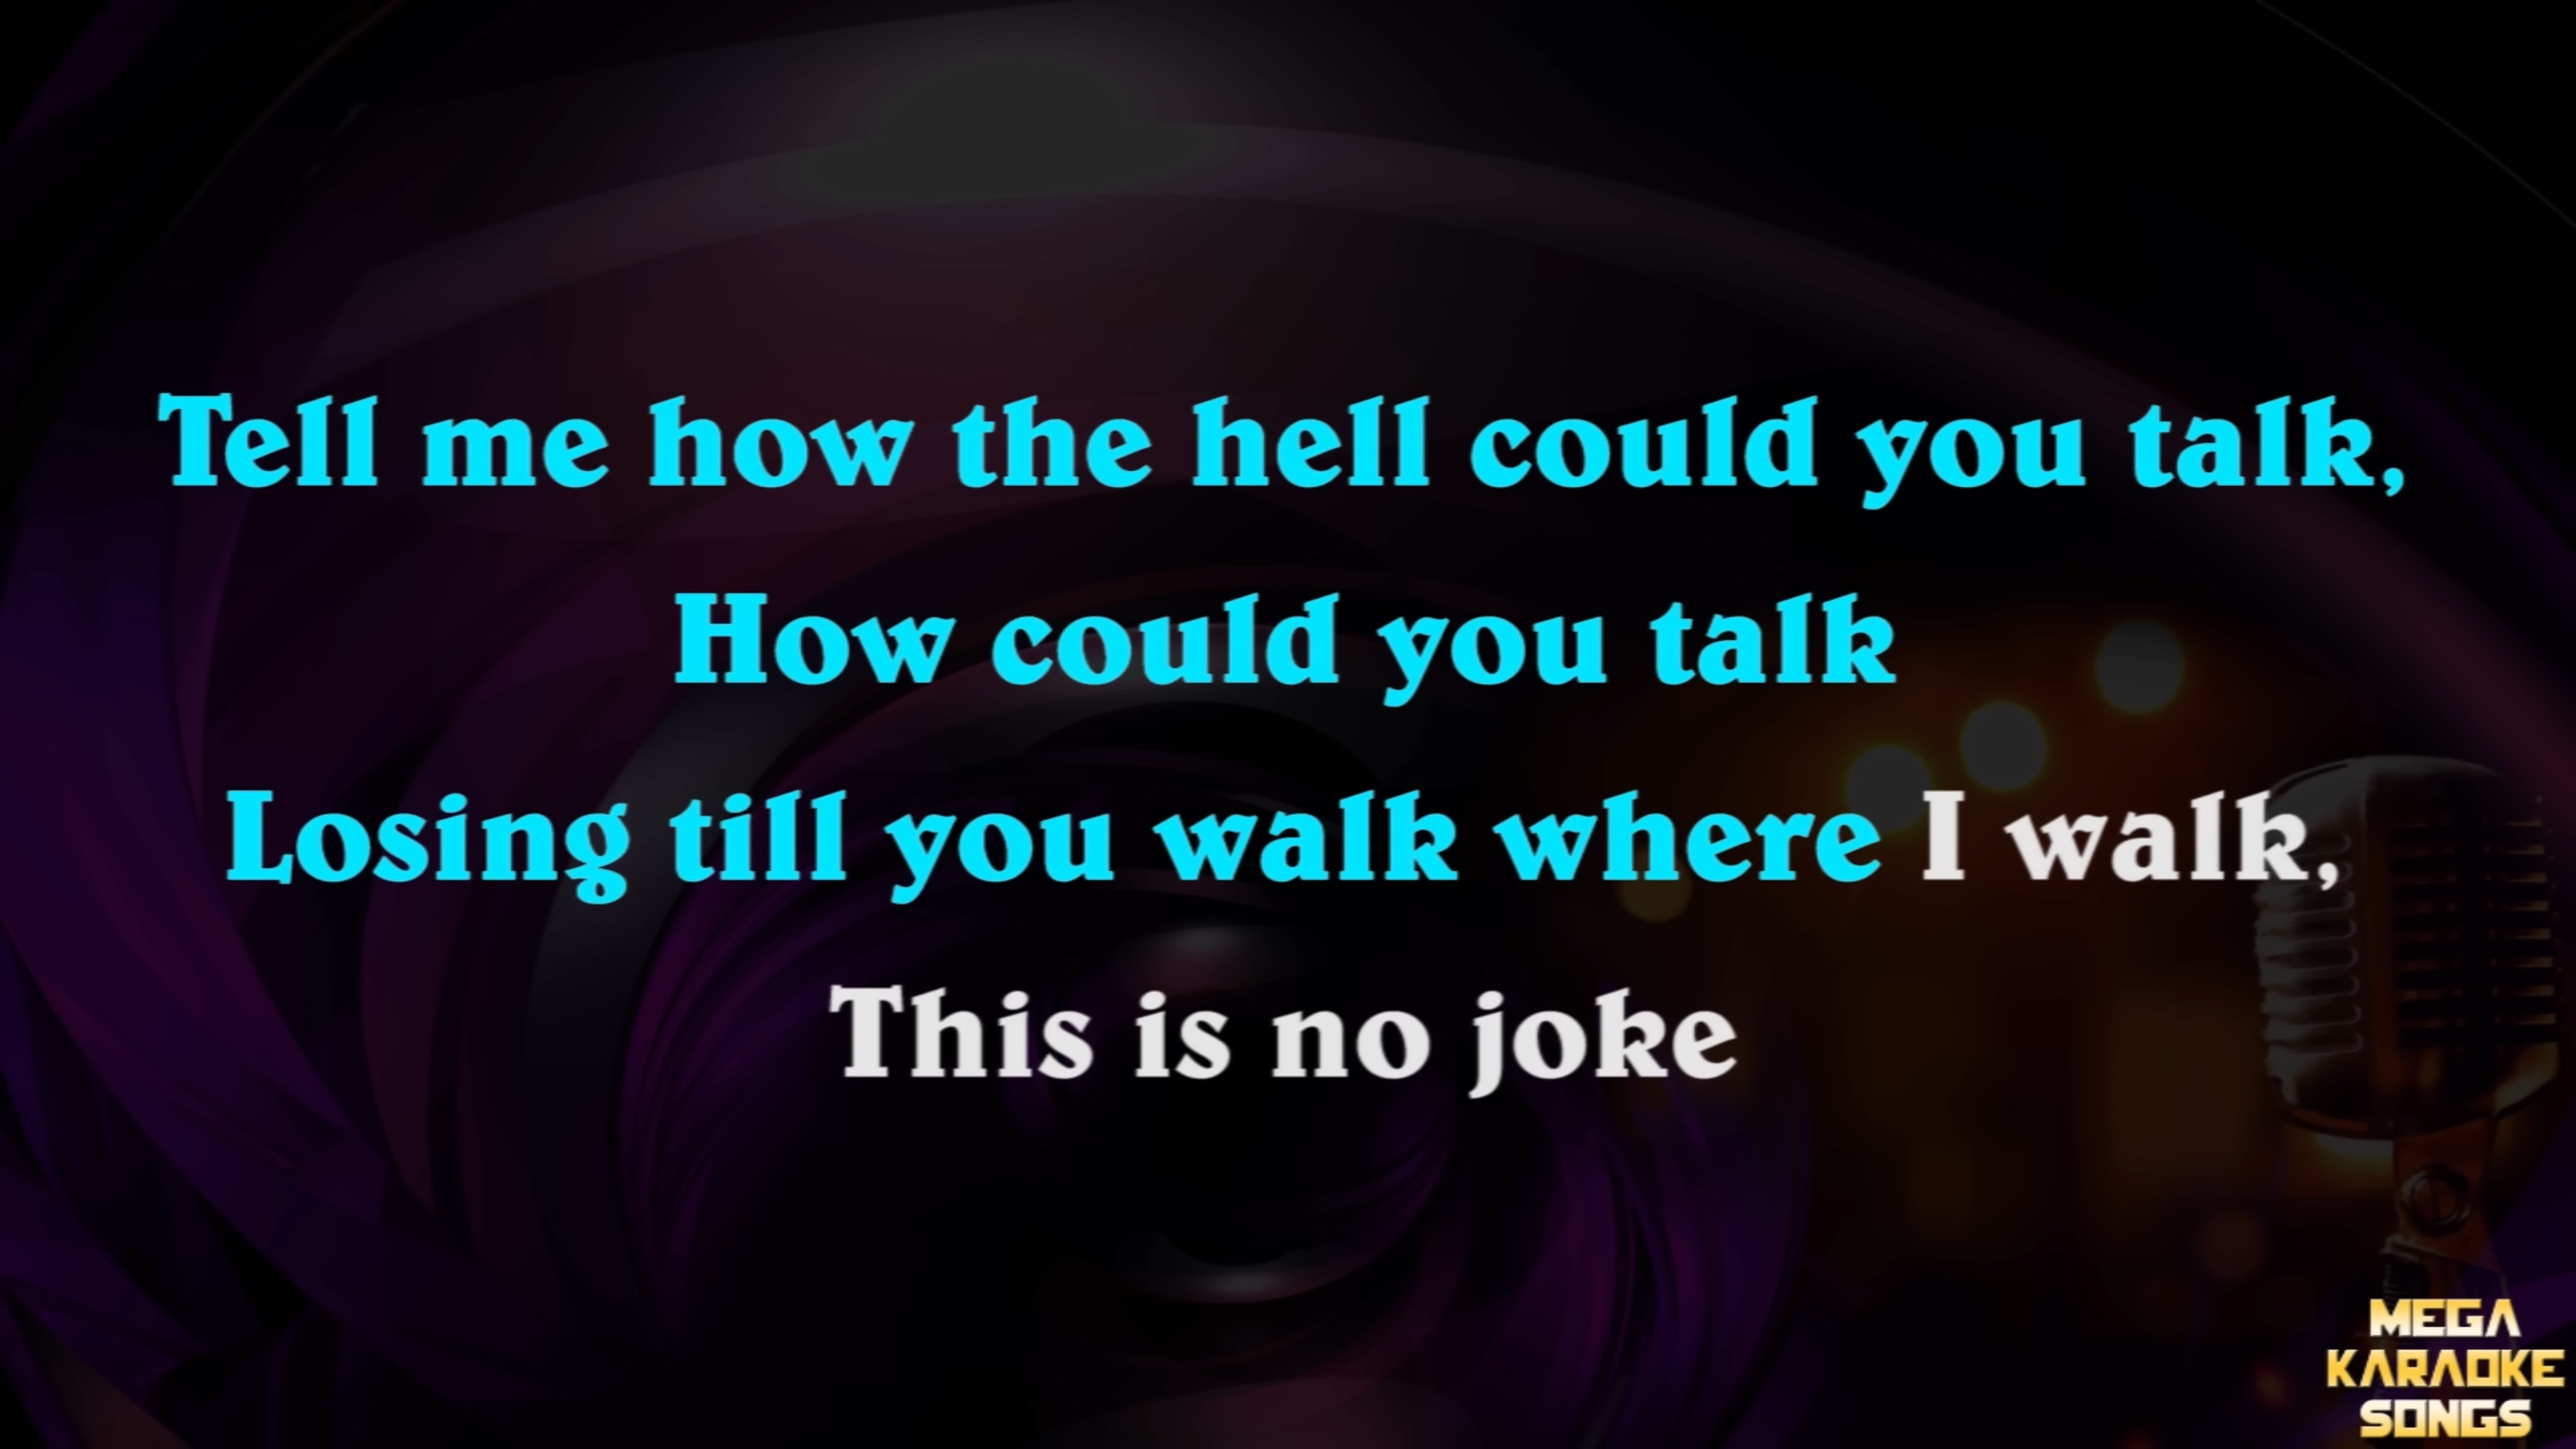 Tell me how the hell could you talk,
How could you talk
Losing till you walk where I walk,
This is no joke
MEGA
KARAOKE
SONGS